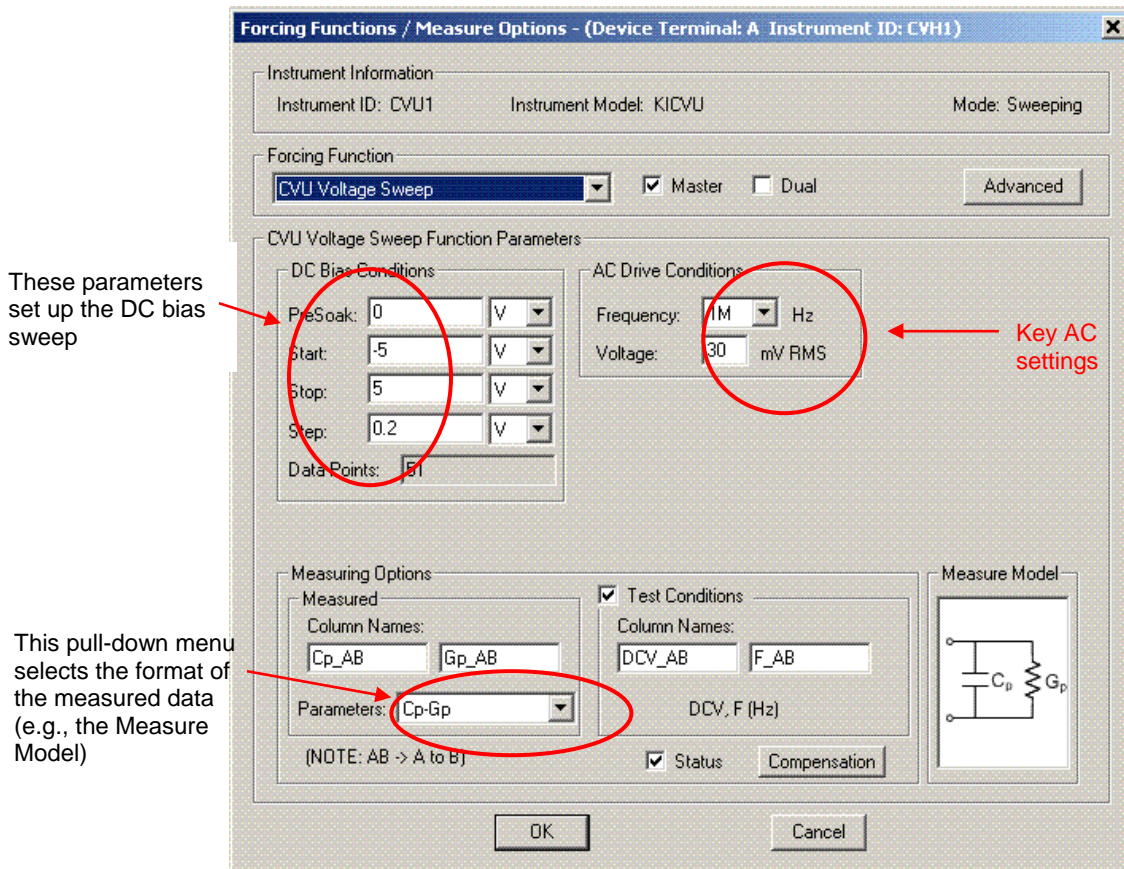 Forcing Functions / Measure Options - (Device Terminal: A Instrument ID: CVH1)
Instrument Information
Instrument ID: CVU1 Instrument Model: KICVU Mode: Sweeping
Forcing Function
CVU Voltage Sweep Master Dual Advanced
CVU Voltage Sweep Function Parameters
DC Bias Conditions
PreSoak: 0 V
Start: -5 V
Stop: 5 V
Step: 0.2 V
Data Points: 51
AC Drive Conditions
Frequency: 1M Hz
Voltage: 30 mV RMS
These parameters
set up the DC bias
sweep
Key AC
settings
Measuring Options
Measured
Column Names:
Cp_AB Gp_AB
Parameters: Cp-Gp
(NOTE: AB -> A to B)
Test Conditions
Column Names:
DCV_AB F_AB
DCV, F (Hz)
Status Compensation
Measure Model
Cp Gp
This pull-down menu
selects the format of
the measured data
(e.g., the Measure
Model)
OK Cancel